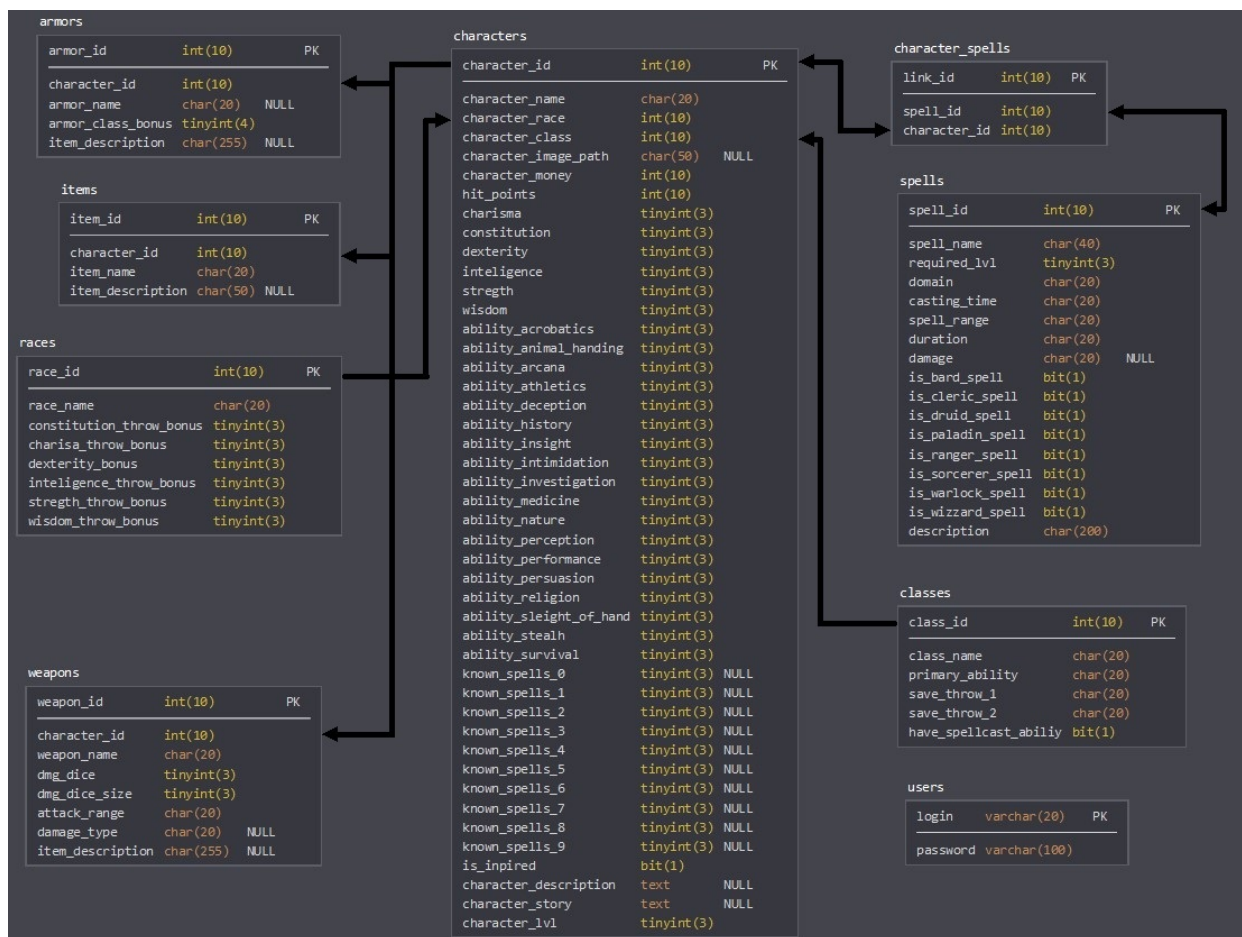 armors
armor_id int(10) PK
character_id int(10)
armor_name char(20) NULL
armor_class_bonus tinyint(4)
item_description char(255) NULL
items
item_id int(10) PK
character_id int(10)
item_name char(20)
item_description char(50) NULL
races
race_id int(10) PK
race_name char(20)
constitution_throw_bonus tinyint(3)
charisa_throw_bonus tinyint(3)
dexterity_bonus tinyint(3)
inteligence_throw_bonus tinyint(3)
stregth_throw_bonus tinyint(3)
wisdom_throw_bonus tinyint(3)
weapons
weapon_id int(10) PK
character_id int(10)
weapon_name char(20)
dmg_dice tinyint(3)
dmg_dice_size tinyint(3)
attack_range char(20)
damage_type char(20) NULL
item_description char(255) NULL
characters
character_id int(10) PK
character_name char(20)
character_race int(10)
character_class int(10)
character_image_path char(50) NULL
character_money int(10)
hit_points int(10)
charisma tinyint(3)
constitution tinyint(3)
dexterity tinyint(3)
inteligence tinyint(3)
stregth tinyint(3)
wisdom tinyint(3)
ability_acrobatics tinyint(3)
ability_animal_handing tinyint(3)
ability_arcana tinyint(3)
ability_athletics tinyint(3)
ability_deception tinyint(3)
ability_history tinyint(3)
ability_insight tinyint(3)
ability_intimidation tinyint(3)
ability_investigation tinyint(3)
ability_medicine tinyint(3)
ability_nature tinyint(3)
ability_perception tinyint(3)
ability_performance tinyint(3)
ability_persuasion tinyint(3)
ability_religion tinyint(3)
ability_sleight_of_hand tinyint(3)
ability_stealh tinyint(3)
ability_survival tinyint(3)
known_spells_0 tinyint(3) NULL
known_spells_1 tinyint(3) NULL
known_spells_2 tinyint(3) NULL
known_spells_3 tinyint(3) NULL
known_spells_4 tinyint(3) NULL
known_spells_5 tinyint(3) NULL
known_spells_6 tinyint(3) NULL
known_spells_7 tinyint(3) NULL
known_spells_8 tinyint(3) NULL
known_spells_9 tinyint(3) NULL
is_inpired bit(1)
character_description text NULL
character_story text NULL
character_lvl tinyint(3)
character_spells
link_id int(10) PK
spell_id int(10)
character_id int(10)
spells
spell_id int(10) PK
spell_name char(40)
required_lvl tinyint(3)
domain char(20)
casting_time char(20)
spell_range char(20)
duration char(20)
damage char(20) NULL
is_bard_spell bit(1)
is_cleric_spell bit(1)
is_druid_spell bit(1)
is_paladin_spell bit(1)
is_ranger_spell bit(1)
is_sorcerer_spell bit(1)
is_warlock_spell bit(1)
is_wizzard_spell bit(1)
description char(200)
classes
class_id int(10) PK
class_name char(20)
primary_ability char(20)
save_throw_1 char(20)
save_throw_2 char(20)
have_spellcast_abiliy bit(1)
users
login varchar(20) PK
password varchar(100)